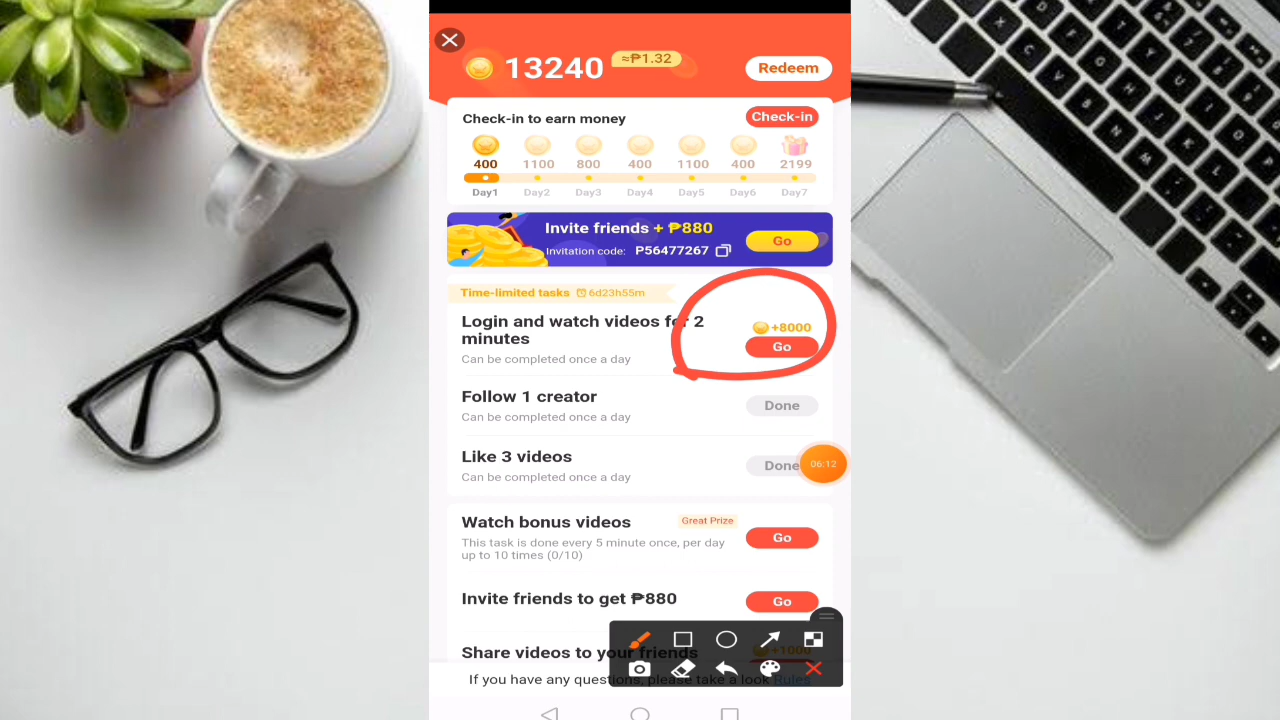 13240
≈₱1.32
Redeem
Check-in to earn money
Check-in
400 1100 800 400 1100 400 2199
Day1 Day2 Day3 Day4 Day5 Day6 Day7
Invite friends + ₱880
Invitation code: P56477267
Go
Time-limited tasks 6d23h55m
Login and watch videos for 2
minutes
+8000
Go
Can be completed once a day
Follow 1 creator
Done
Can be completed once a day
Like 3 videos
Done
06:12
Can be completed once a day
Watch bonus videos
Great Prize
Go
This task is done every 5 minute once, per day
up to 10 times (0/10)
Invite friends to get ₱880
Go
Share videos to your friends
+1000
If you have any questions, please take a look Rules